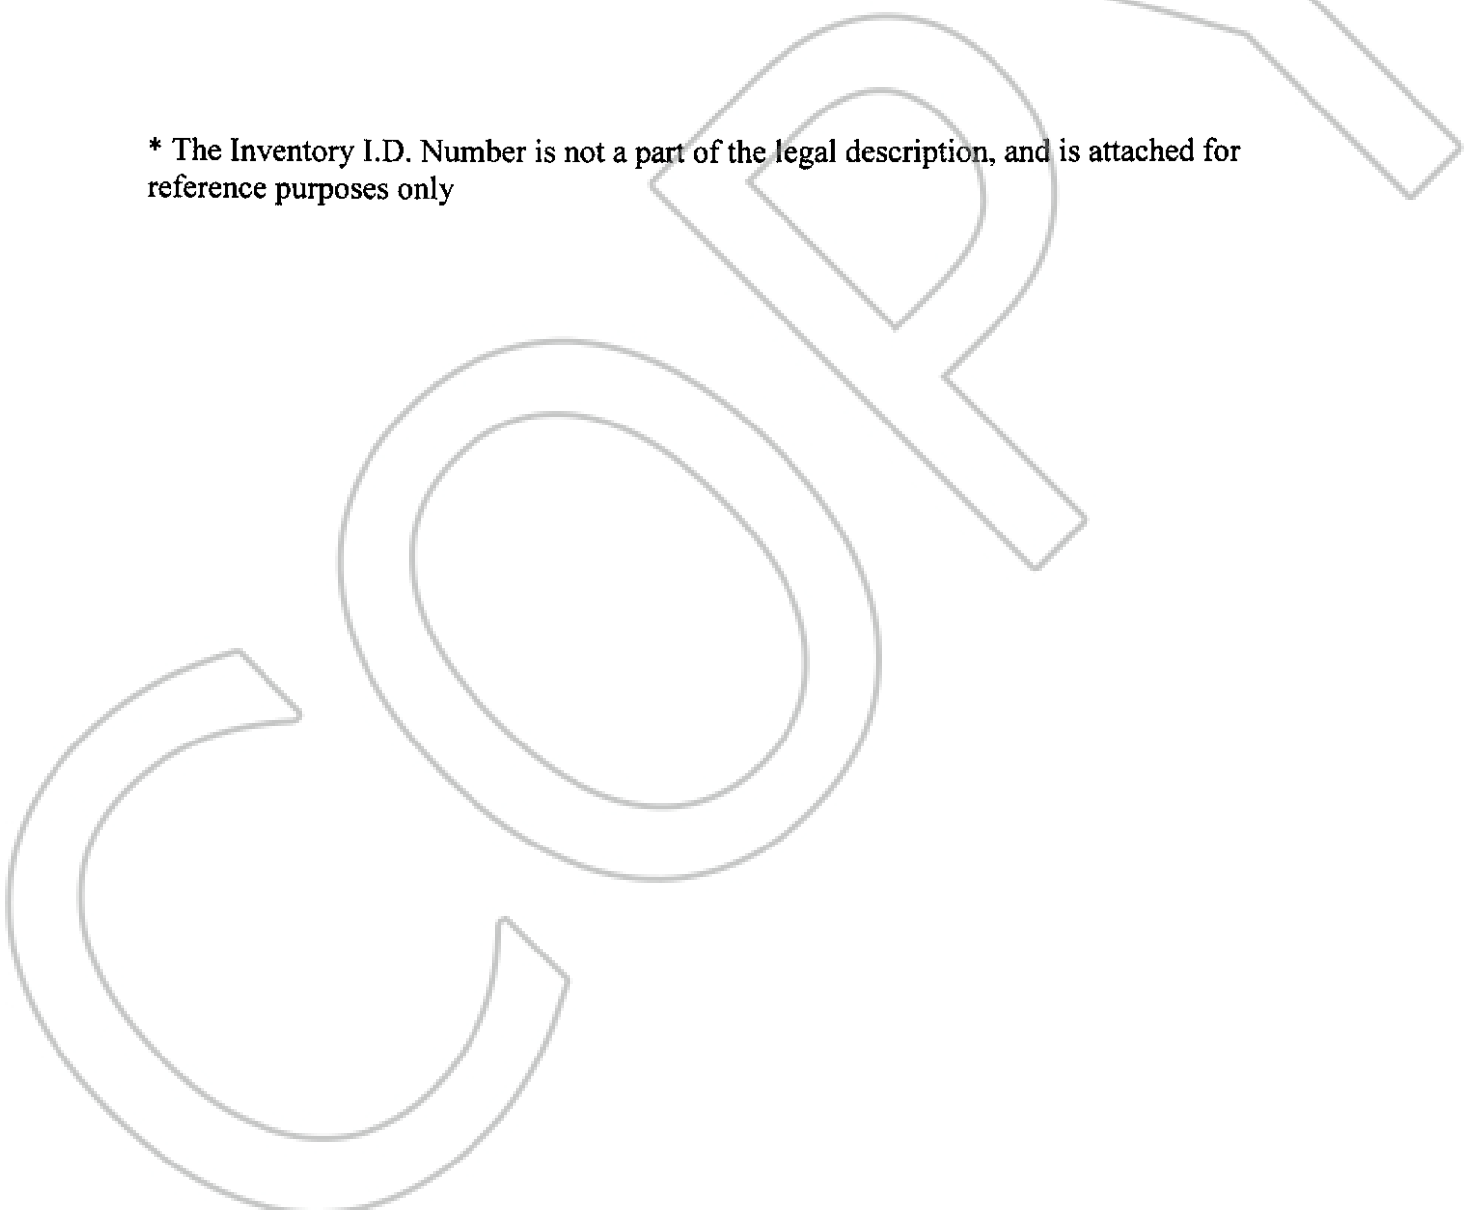 * The Inventory I.D. Number is not a part of the legal description, and is attached for
reference purposes only
COPY